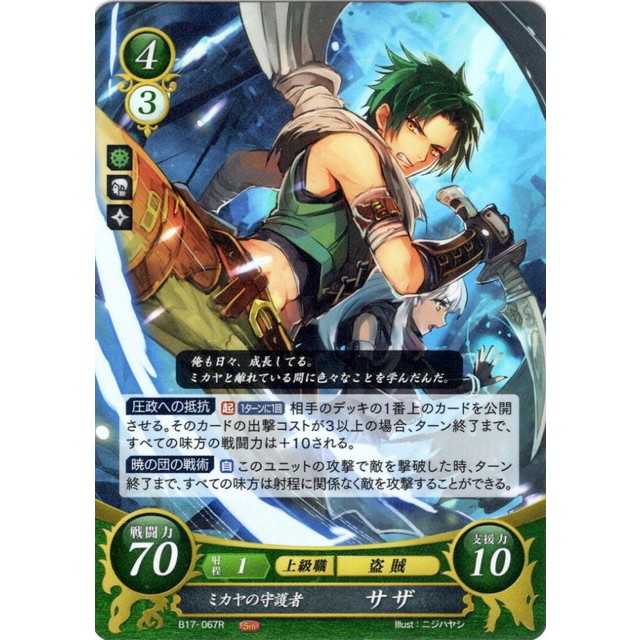 4
3
俺も日々、成長してる。
ミカヤと離れている間に色々なことを学んだんだ。
圧政への抵抗 起 1ターンに1回 相手のデッキの1番上のカードを公開
させる。そのカードの出撃コストが3以上の場合、ターン終了まで、
すべての味方の戦闘力は+10される。
暁の団の戦術 自 このユニットの攻撃で敵を撃破した時、ターン
終了まで、すべての味方は射程に関係なく敵を攻撃することができる。
戦闘力 70 射程 1 上級職 盗賊 支援力 10
ミカヤの守護者 サザ
B17-067R 5th Illust:ニジハヤシ